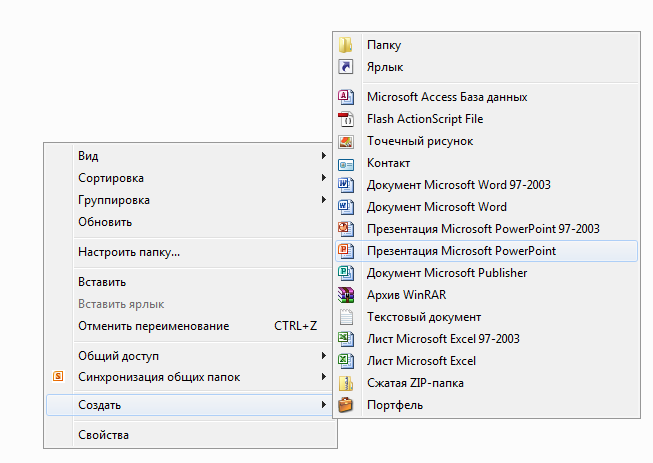 Вид
Сортировка
Группировка
Обновить
Настроить папку...
Вставить
Вставить ярлык
Отменить переименование CTRL+Z
Общий доступ
Синхронизация общих папок
Создать
Свойства
Папку
Ярлык
Microsoft Access База данных
Flash ActionScript File
Точечный рисунок
Контакт
Документ Microsoft Word 97-2003
Документ Microsoft Word
Презентация Microsoft PowerPoint 97-2003
Презентация Microsoft PowerPoint
Документ Microsoft Publisher
Архив WinRAR
Текстовый документ
Лист Microsoft Excel 97-2003
Лист Microsoft Excel
Сжатая ZIP-папка
Портфель